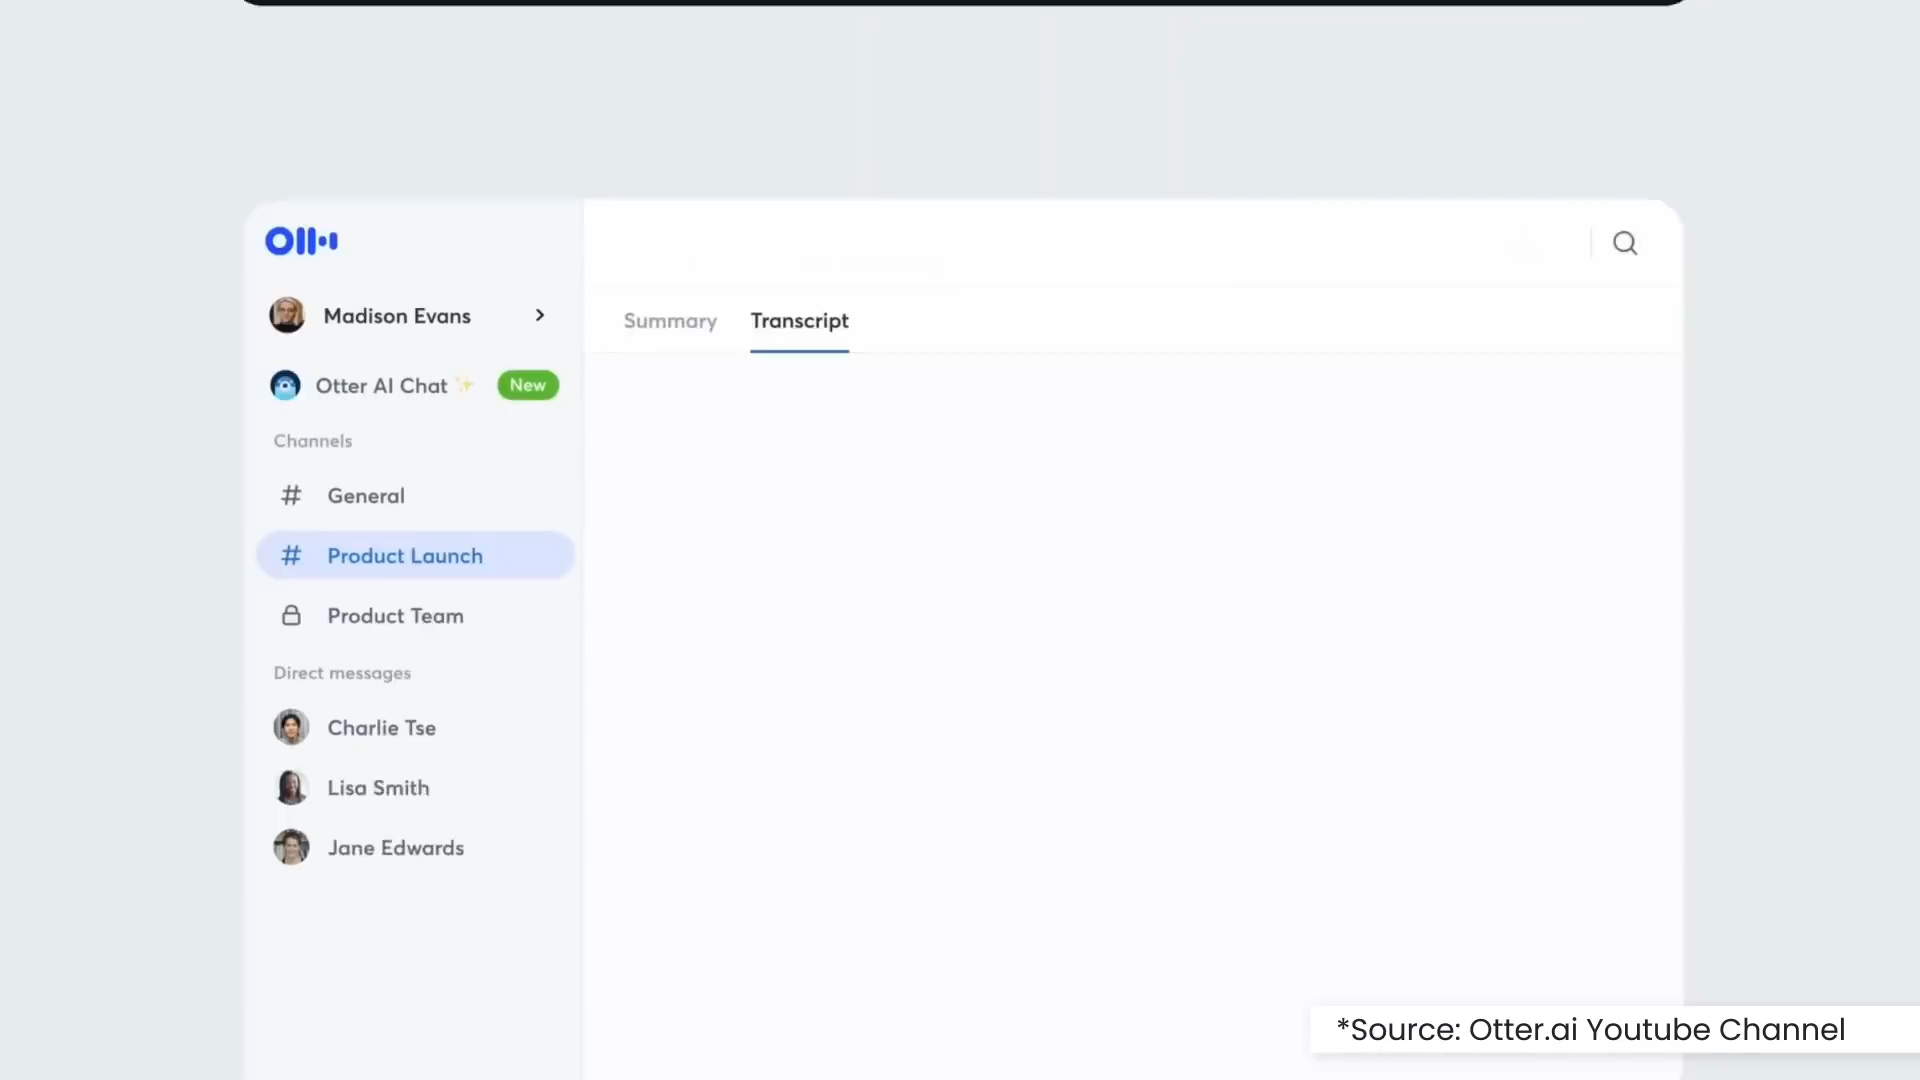 Madison Evans
Otter AI Chat
New
Channels
# General
# Product Launch
Product Team
Direct messages
Charlie Tse
Lisa Smith
Jane Edwards
Summary
Transcript
*Source: Otter.ai Youtube Channel